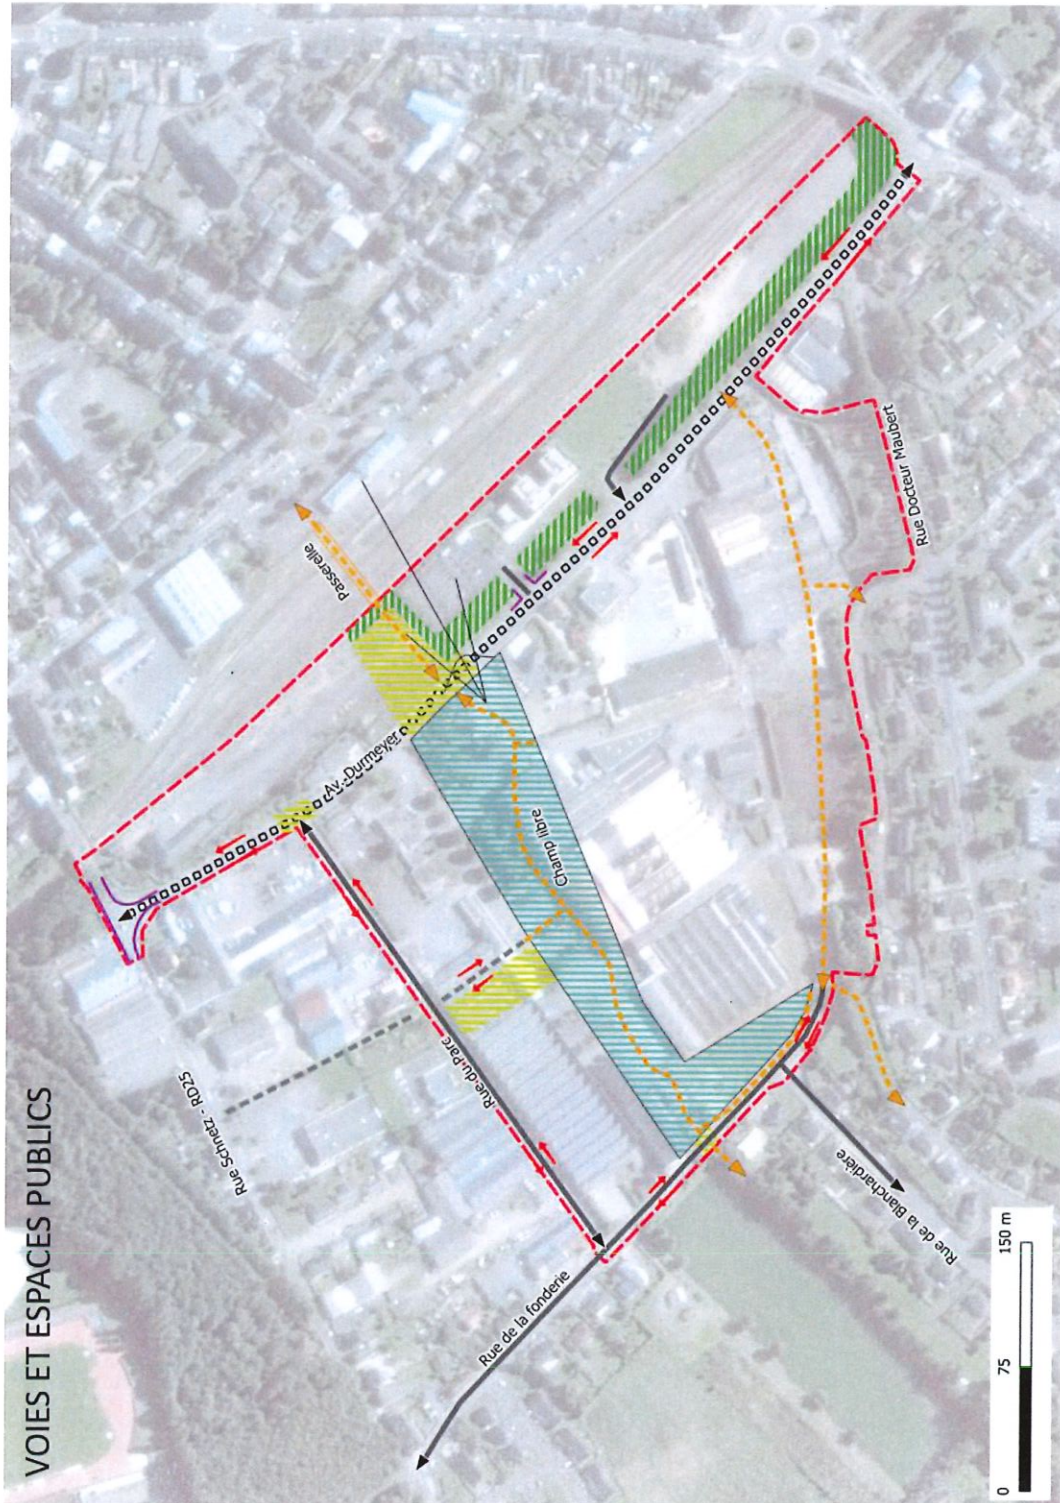 VOIES ET ESPACES PUBLICS
Rue Schnetz - RD25
Av. Durmeyer
Passerelle
Rue du Parc
Champ libre
Rue de la fonderie
Rue de la Blanchardière
Rue Docteur Maubert
0 75 150 m